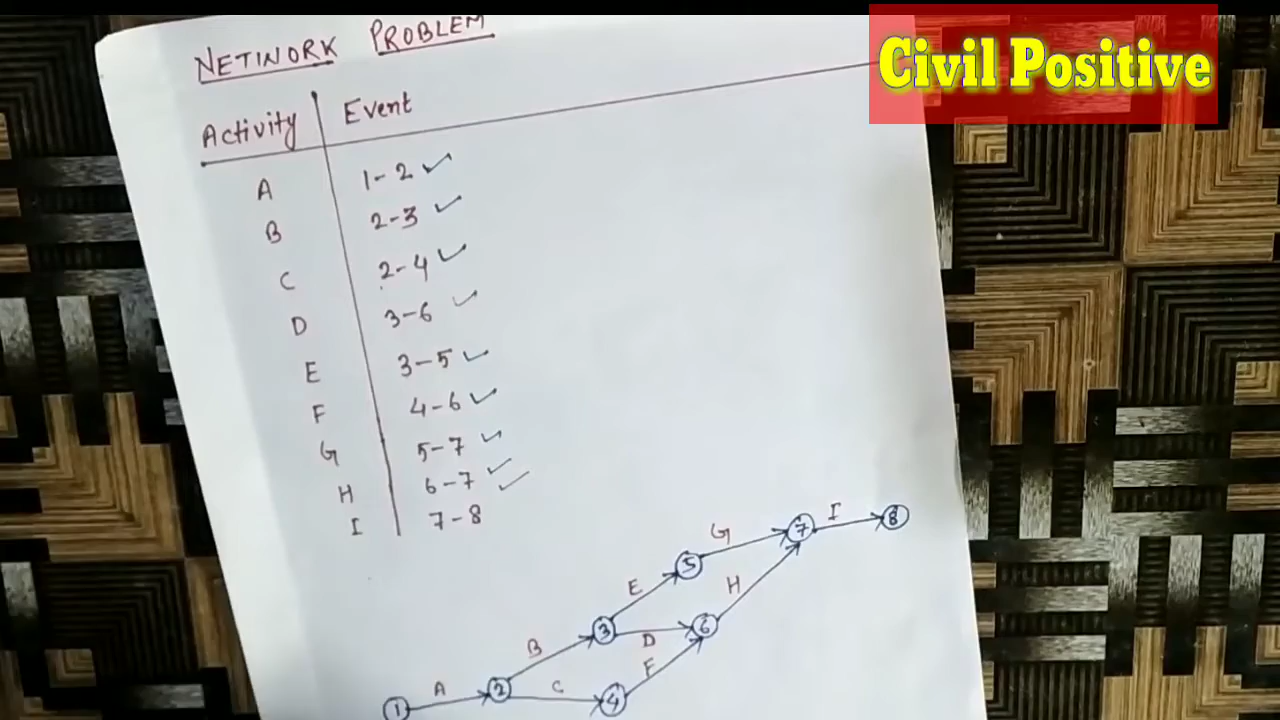 NETWORK PROBLEM
Civil Positive
Activity Event
A 1-2 ✓
B 2-3 ✓
C 2-4 ✓
D 3-6 ✓
E 3-5 ✓
F 4-6 ✓
G 5-7 ✓
H 6-7 ✓
I 7-8 ✓
G 7 I 8
E 5 H
B 3 D 6
A 2 C F
1 4